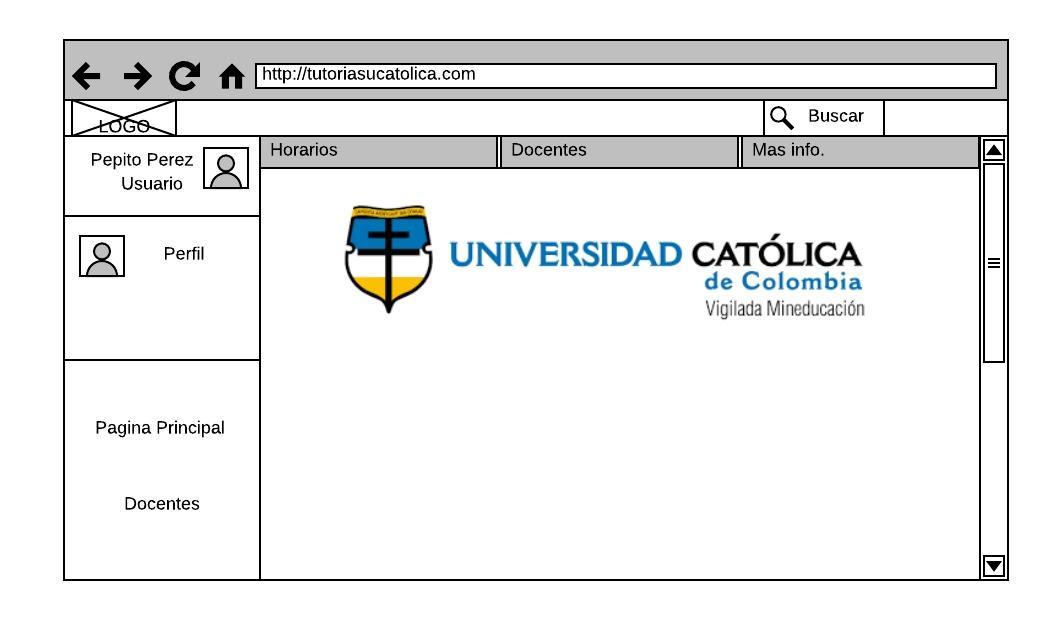 http://tutoriasucatolica.com
LOGO
Buscar
Pepito Perez
Usuario
Horarios
Docentes
Mas info.
Perfil
UNIVERSIDAD CATÓLICA
de Colombia
Vigilada Mineducación
Pagina Principal
Docentes